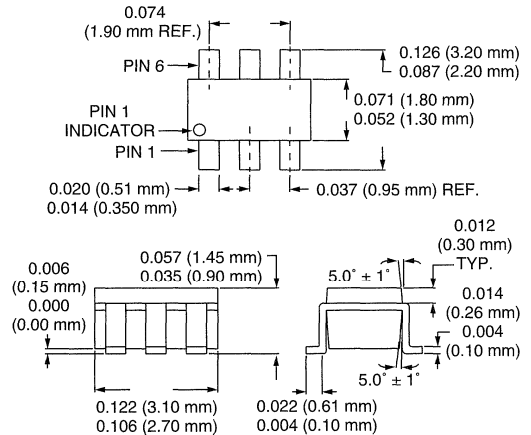 0.074
(1.90 mm REF.)
PIN 6
0.126 (3.20 mm)
0.087 (2.20 mm)
0.071 (1.80 mm)
0.052 (1.30 mm)
PIN 1
INDICATOR
PIN 1
0.020 (0.51 mm)
0.014 (0.350 mm)
0.037 (0.95 mm) REF.
0.006
(0.15 mm)
0.000
(0.00 mm)
0.057 (1.45 mm)
0.035 (0.90 mm)
0.122 (3.10 mm)
0.106 (2.70 mm)
5.0° ± 1°
0.012
(0.30 mm)
TYP.
0.014
(0.26 mm)
0.004
(0.10 mm)
5.0° ± 1°
0.022 (0.61 mm)
0.004 (0.10 mm)